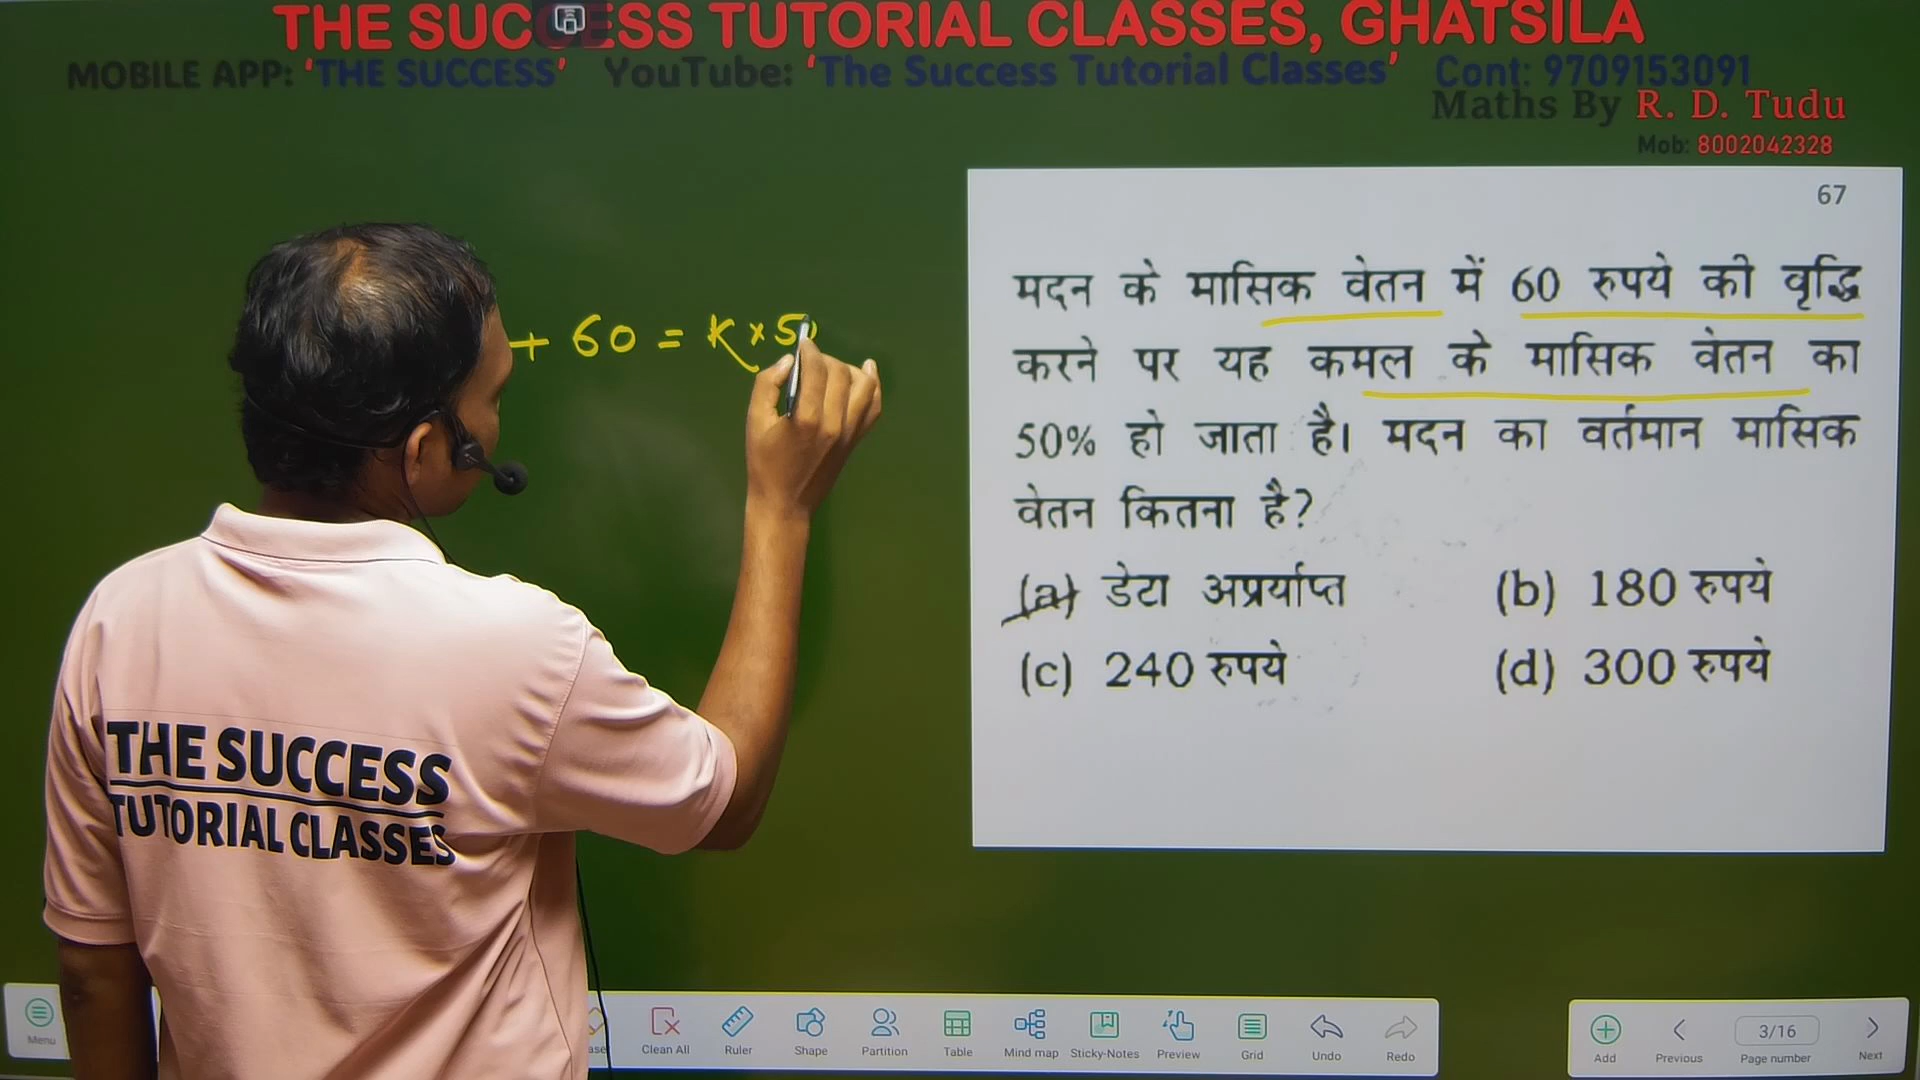 THE SUCCESS TUTORIAL CLASSES, GHATSILA
MOBILE APP: 'THE SUCCESS' YouTube: 'The Success Tutorial Classes' Cont: 9709153091
Maths By R. D. Tudu
Mob: 8002042328
67
मदन के मासिक वेतन में 60 रुपये की वृद्धि
करने पर यह कमल के मासिक वेतन का
50% हो जाता है। मदन का वर्तमान मासिक
वेतन कितना है?
(a) डेटा अप्रर्याप्त (b) 180 रुपये
(c) 240 रुपये (d) 300 रुपये
+ 60 = K × 50
THE SUCCESS
TUTORIAL CLASSES
Menu
Clean All Ruler Shape Partition Table Mind map Sticky-Notes Preview Grid Undo Redo
Add Previous 3/16 Page number Next